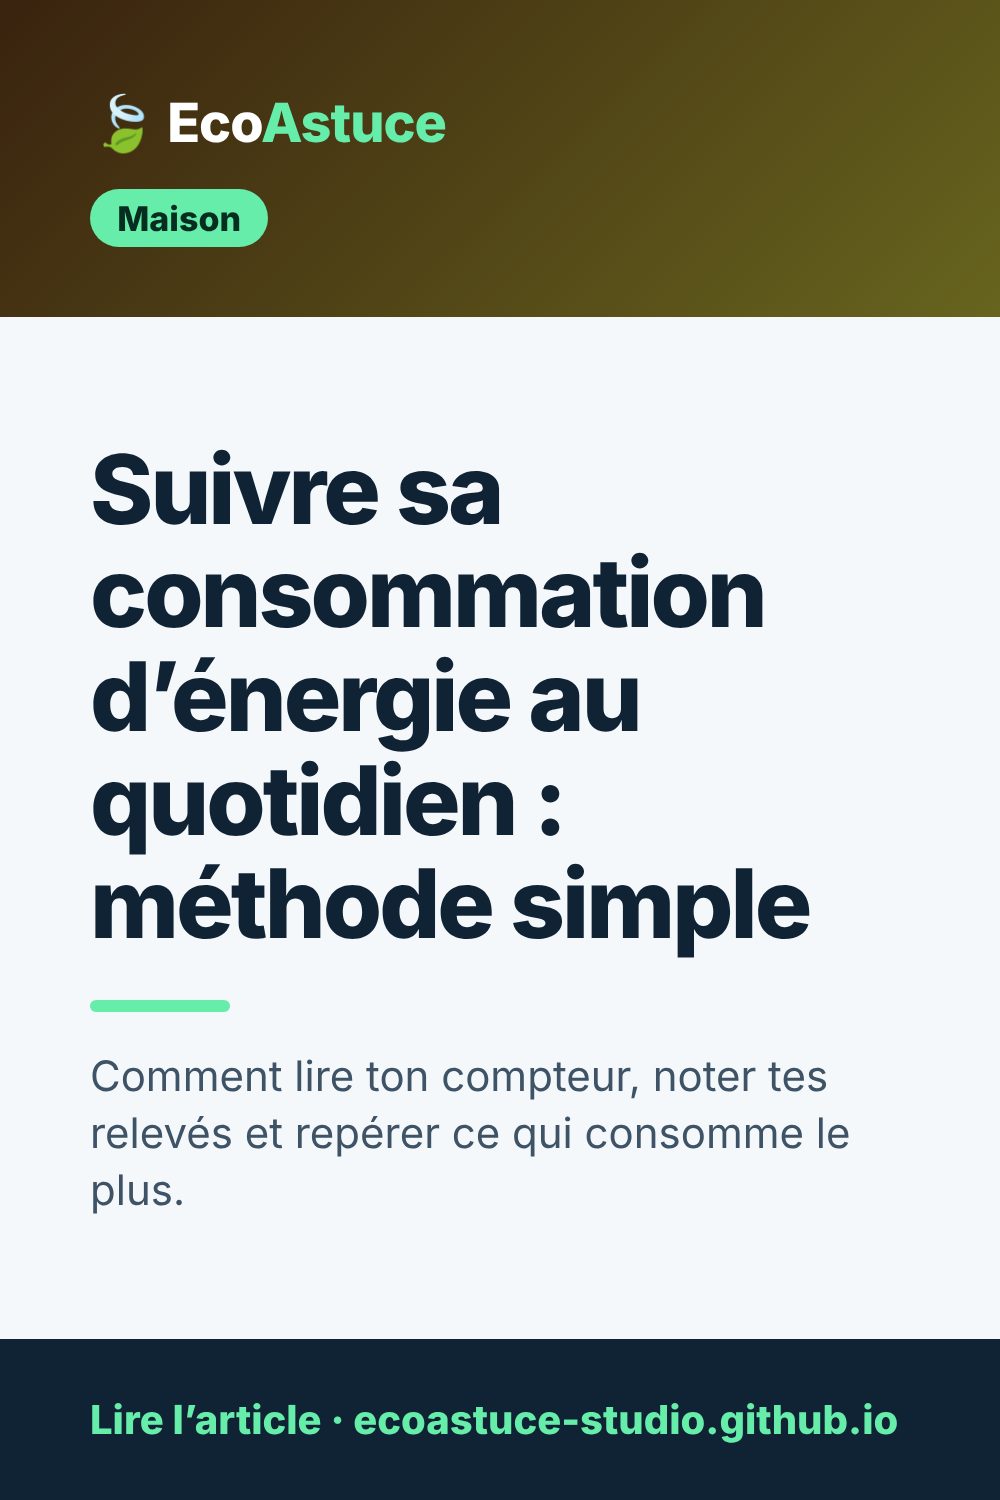 EcoAstuce
Maison
Suivre sa
consommation
d’énergie au
quotidien :
méthode simple
Comment lire ton compteur, noter tes
relevés et repérer ce qui consomme le
plus.
Lire l’article · ecoastuce-studio.github.io